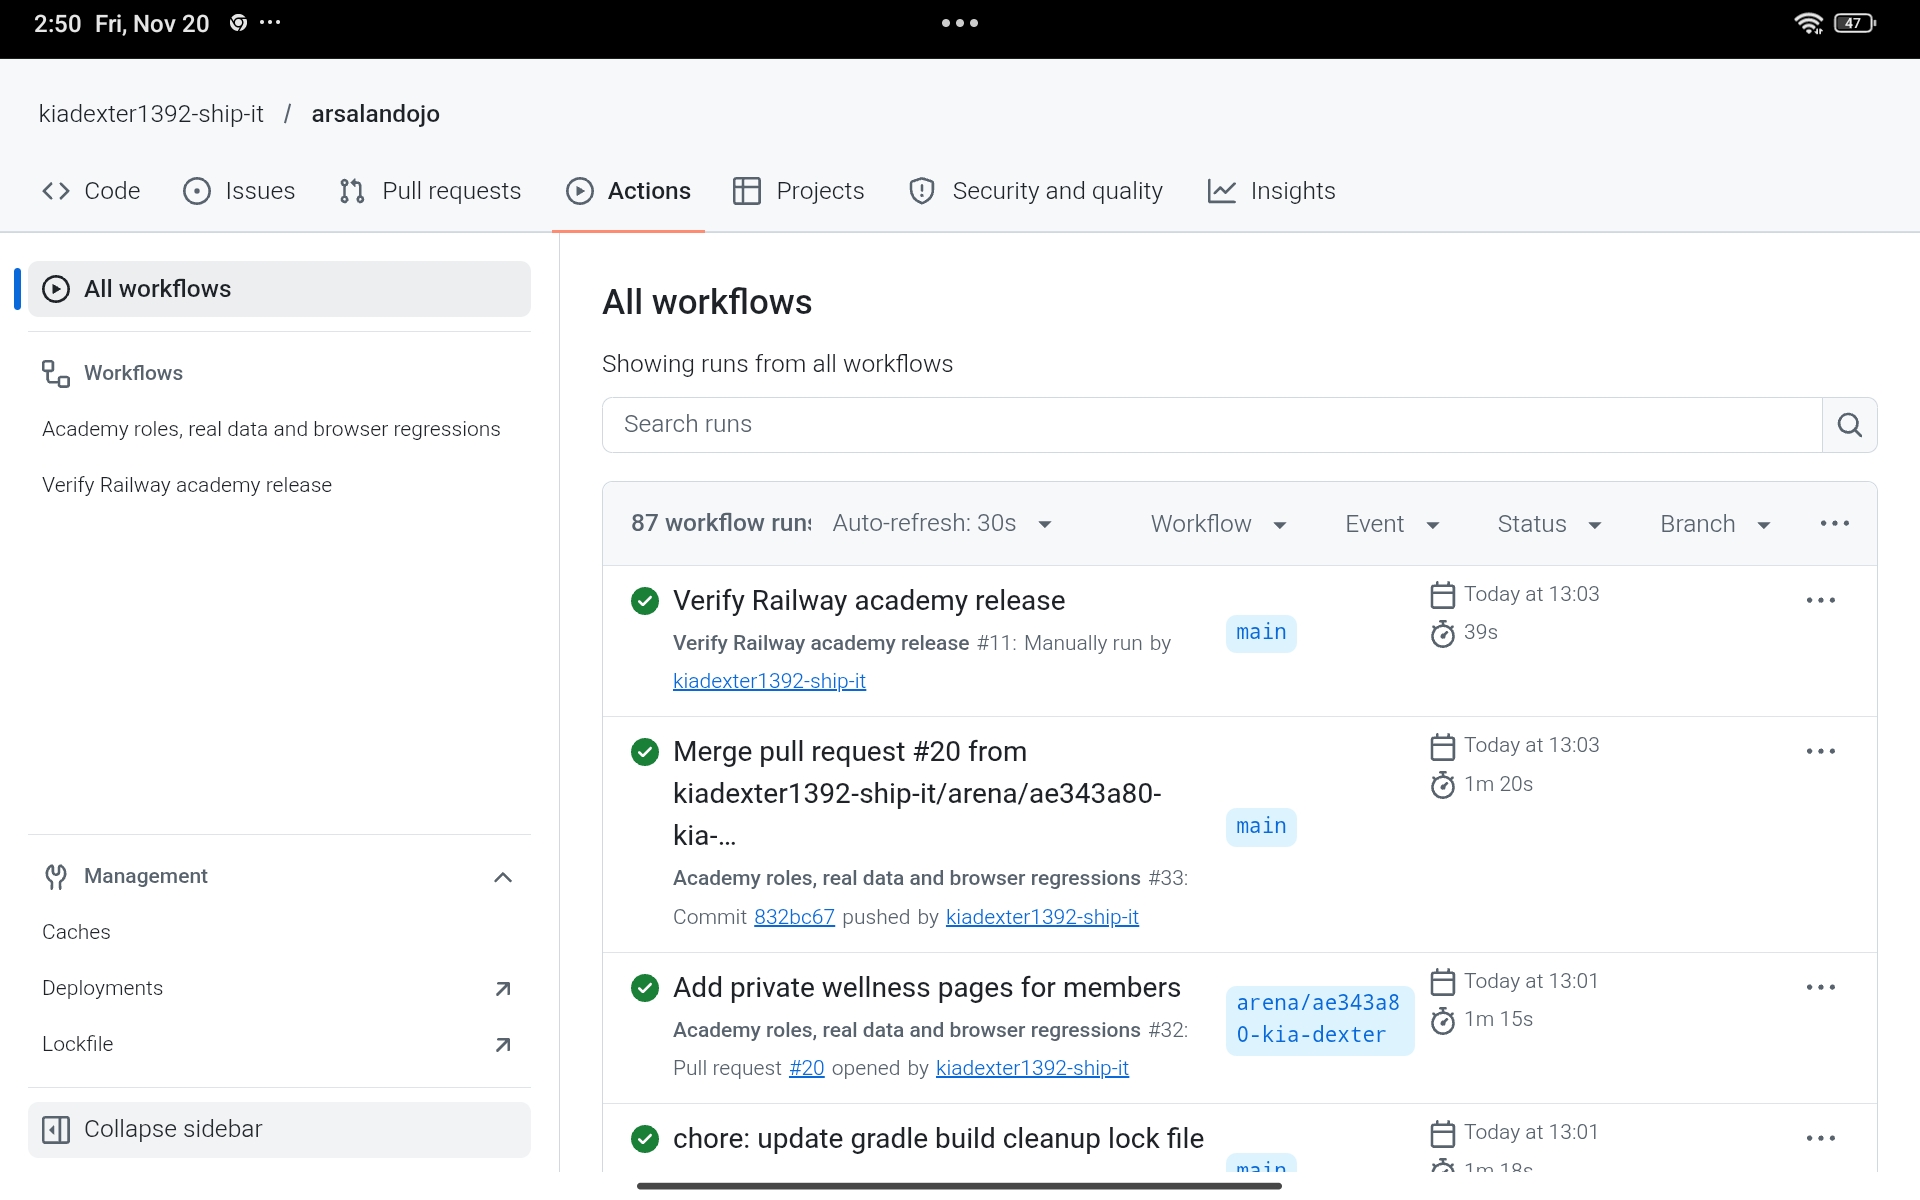 2:50 Fri, Nov 20
47
kiadexter1392-ship-it / arsalandojo
Code
Issues
Pull requests
Actions
Projects
Security and quality
Insights
All workflows
Workflows
Academy roles, real data and browser regressions
Verify Railway academy release
Management
Caches
Deployments
Lockfile
Collapse sidebar
All workflows
Showing runs from all workflows
Search runs
87 workflow runs
Auto-refresh: 30s
Workflow
Event
Status
Branch
Verify Railway academy release
Verify Railway academy release #11: Manually run by
kiadexter1392-ship-it
main
Today at 13:03
39s
Merge pull request #20 from
kiadexter1392-ship-it/arena/ae343a80-
kia-...
Academy roles, real data and browser regressions #33:
Commit 832bc67 pushed by kiadexter1392-ship-it
main
Today at 13:03
1m 20s
Add private wellness pages for members
Academy roles, real data and browser regressions #32:
Pull request #20 opened by kiadexter1392-ship-it
arena/ae343a8
0-kia-dexter
Today at 13:01
1m 15s
chore: update gradle build cleanup lock file
main
Today at 13:01
1m 18s